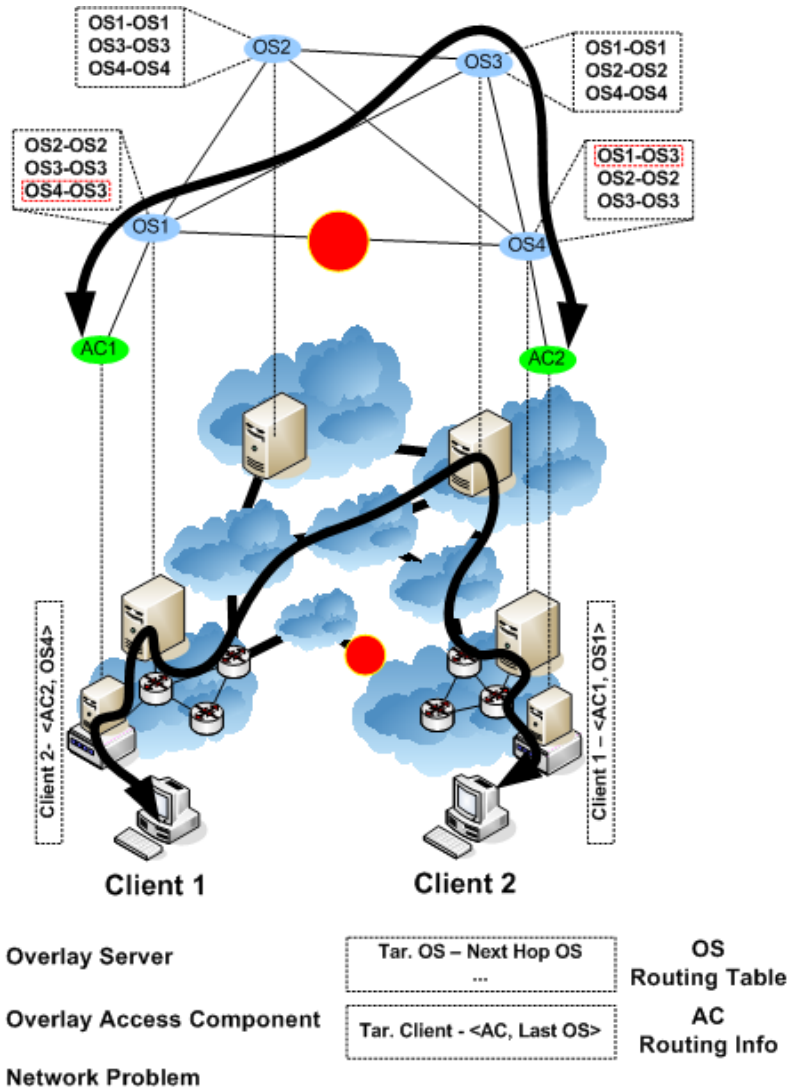 OS1-OS1
OS3-OS3
OS4-OS4
OS2
OS3
OS1-OS1
OS2-OS2
OS4-OS4
OS2-OS2
OS3-OS3
OS4-OS3
OS1-OS3
OS2-OS2
OS3-OS3
OS1
OS4
AC1
AC2
Client 2- <AC2, OS4>
Client 1 – <AC1, OS1>
Client 1
Client 2
Overlay Server
Tar. OS – Next Hop OS
...
OS
Routing Table
Overlay Access Component
Tar. Client - <AC, Last OS>
AC
Routing Info
Network Problem